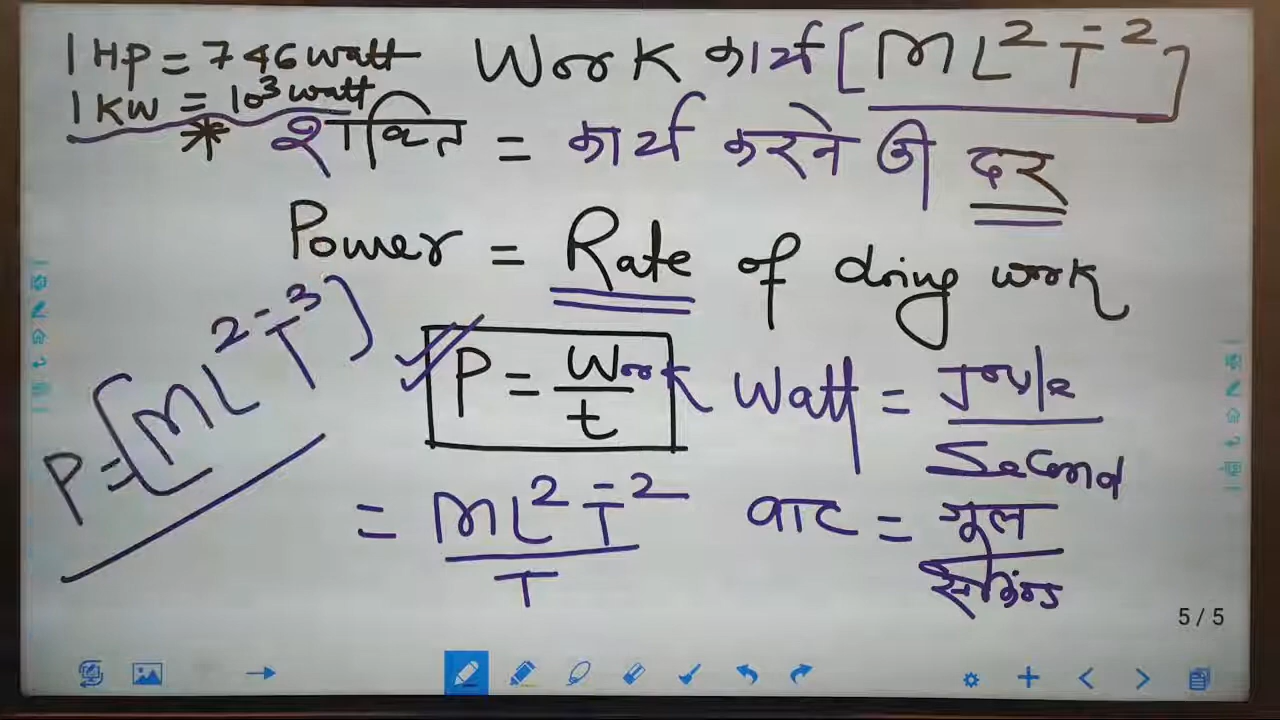 1 HP = 746 watt
1 KW = 10³ watt
Work कार्य [ML²T⁻²]
* शक्ति = कार्य करने की दर
Power = Rate of doing work
P = [ML²T⁻³]
P = Work / t
Watt = Joule / Second
= ML²T⁻² / T
वाट = जूल / सेकिंड
5 / 5